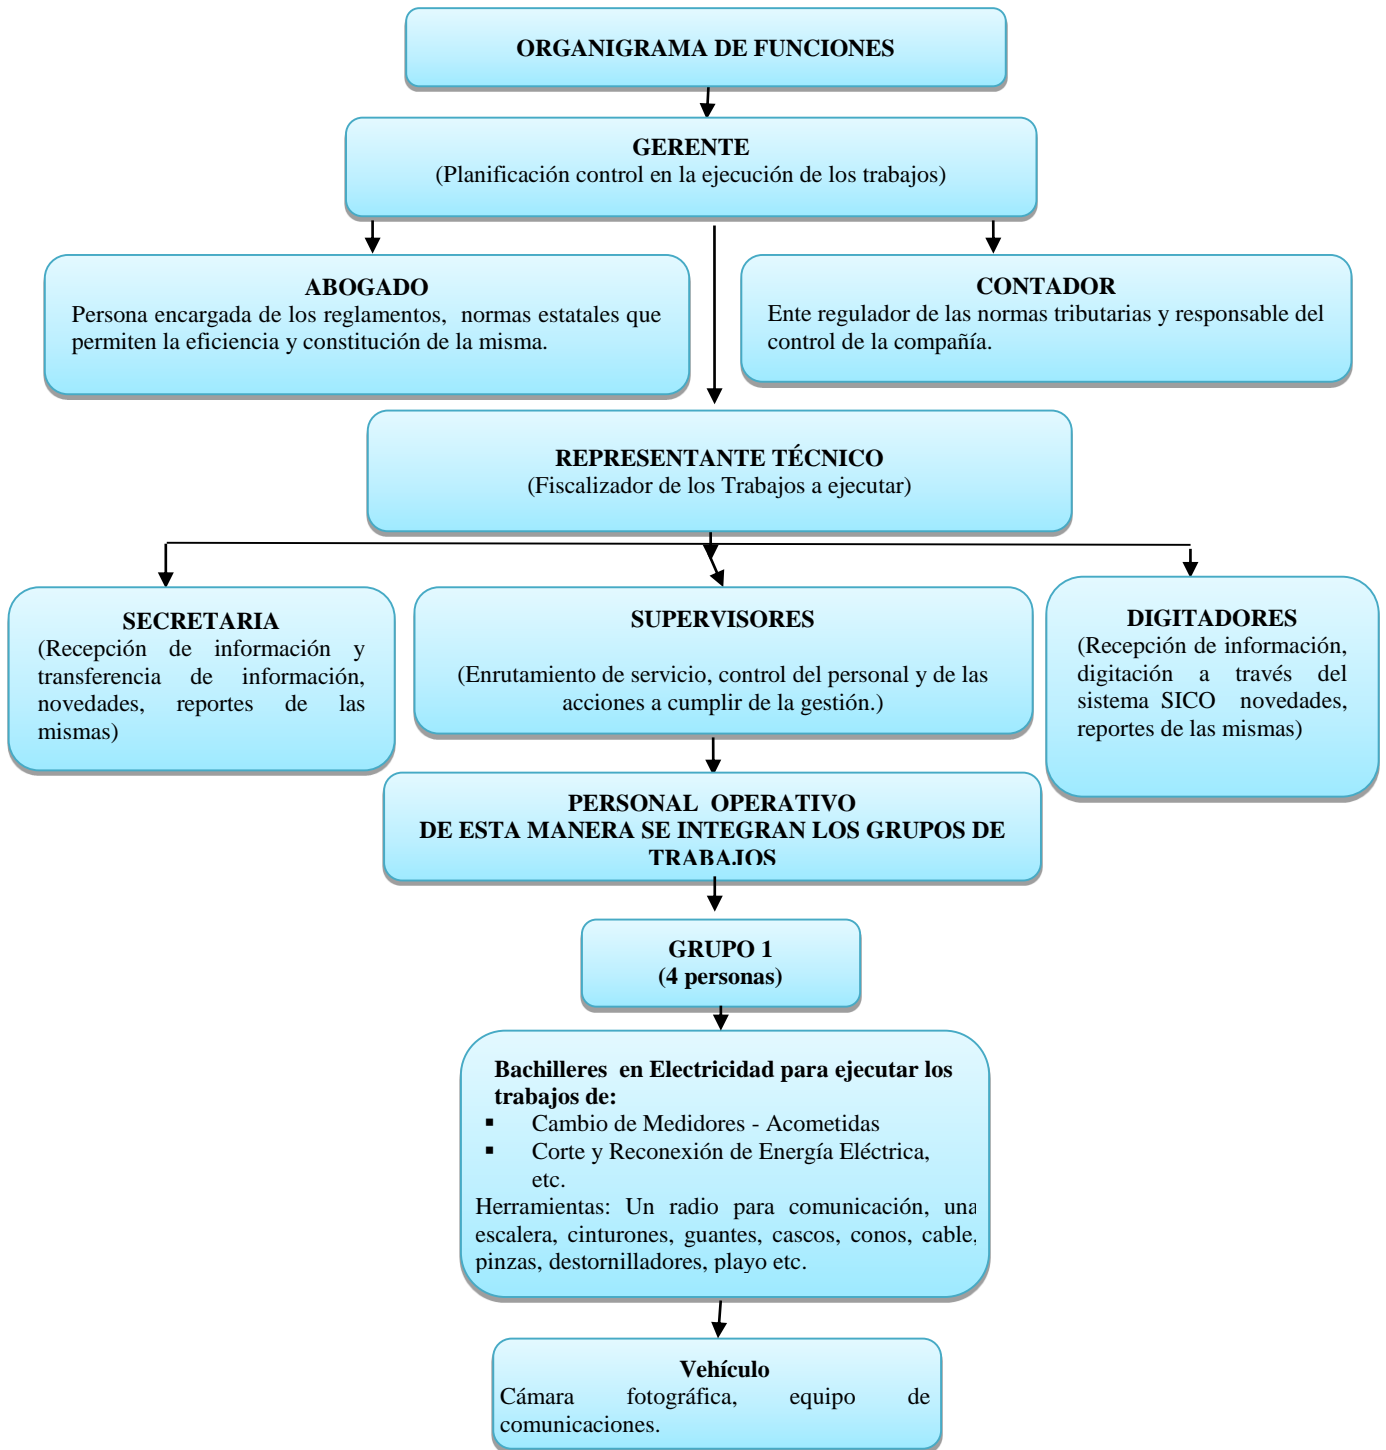 ORGANIGRAMA DE FUNCIONES
GERENTE
(Planificación control en la ejecución de los trabajos)
ABOGADO
Persona encargada de los reglamentos, normas estatales que
permiten la eficiencia y constitución de la misma.
CONTADOR
Ente regulador de las normas tributarias y responsable del
control de la compañía.
REPRESENTANTE TÉCNICO
(Fiscalizador de los Trabajos a ejecutar)
SECRETARIA
(Recepción de información y
transferencia de información,
novedades, reportes de las
mismas)
SUPERVISORES
(Enrutamiento de servicio, control del personal y de las
acciones a cumplir de la gestión.)
DIGITADORES
(Recepción de información,
digitación a través del
sistema SICO novedades,
reportes de las mismas)
PERSONAL OPERATIVO
DE ESTA MANERA SE INTEGRAN LOS GRUPOS DE
TRABAJOS
GRUPO 1
(4 personas)
Bachilleres en Electricidad para ejecutar los
trabajos de:
▪ Cambio de Medidores - Acometidas
▪ Corte y Reconexión de Energía Eléctrica,
etc.
Herramientas: Un radio para comunicación, una
escalera, cinturones, guantes, cascos, conos, cable,
pinzas, destornilladores, playo etc.
Vehículo
Cámara fotográfica, equipo de
comunicaciones.